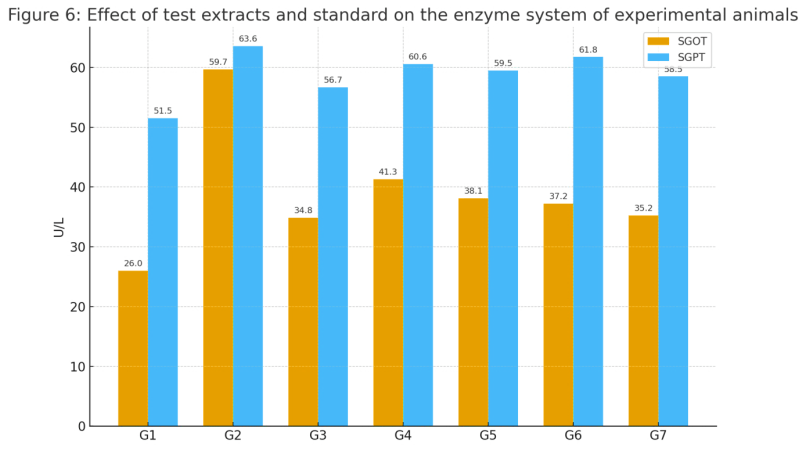 Figure 6: Effect of test extracts and standard on the enzyme system of experimental animals
SGOT
SGPT
U/L
60
50
40
30
20
10
0
26.0
51.5
59.7
63.6
34.8
56.7
41.3
60.6
38.1
59.5
37.2
61.8
35.2
58.5
G1
G2
G3
G4
G5
G6
G7